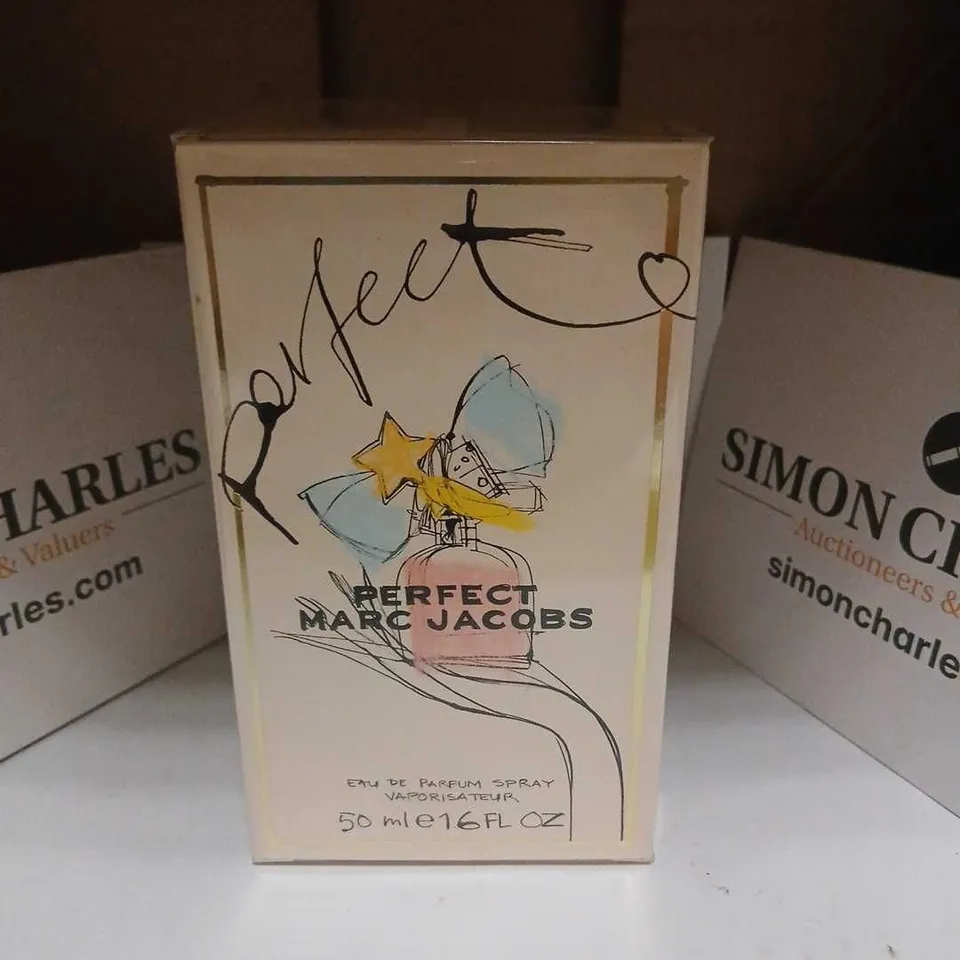 perfect
PERFECT
MARC JACOBS
EAU DE PARFUM SPRAY
VAPORISATEUR
50 ml e 1.6 FL OZ
HARLES
& Valuers
rles.com
SIMON CH
Auctioneers &
simoncharle